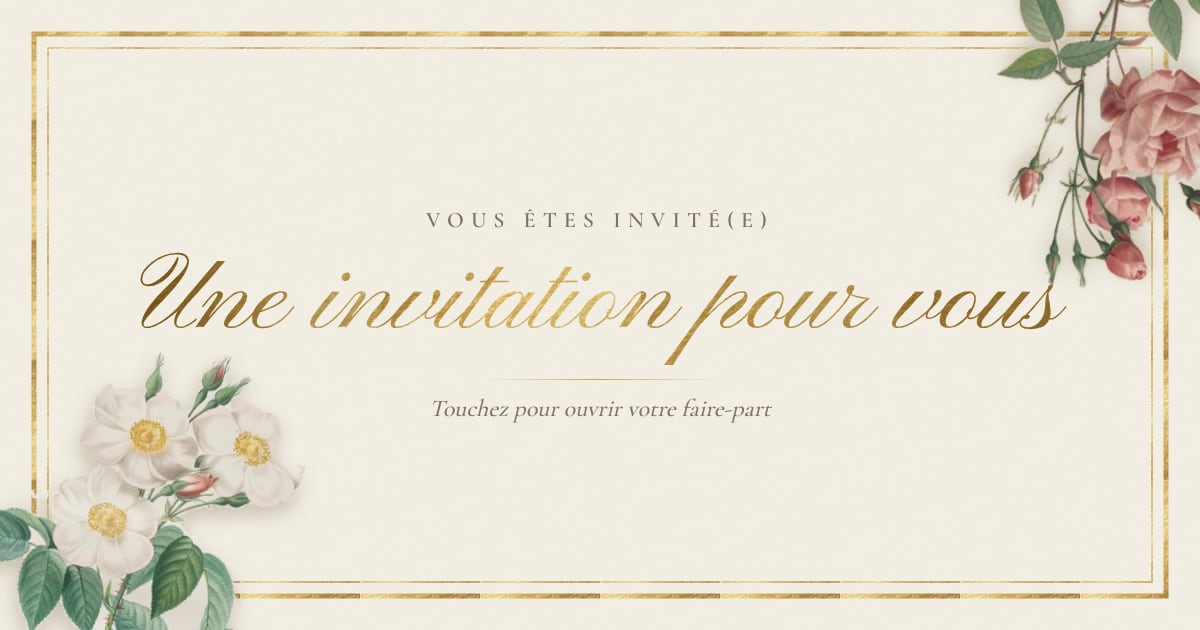 VOUS ÊTES INVITÉ(E)
Une invitation pour vous
Touchez pour ouvrir votre faire-part